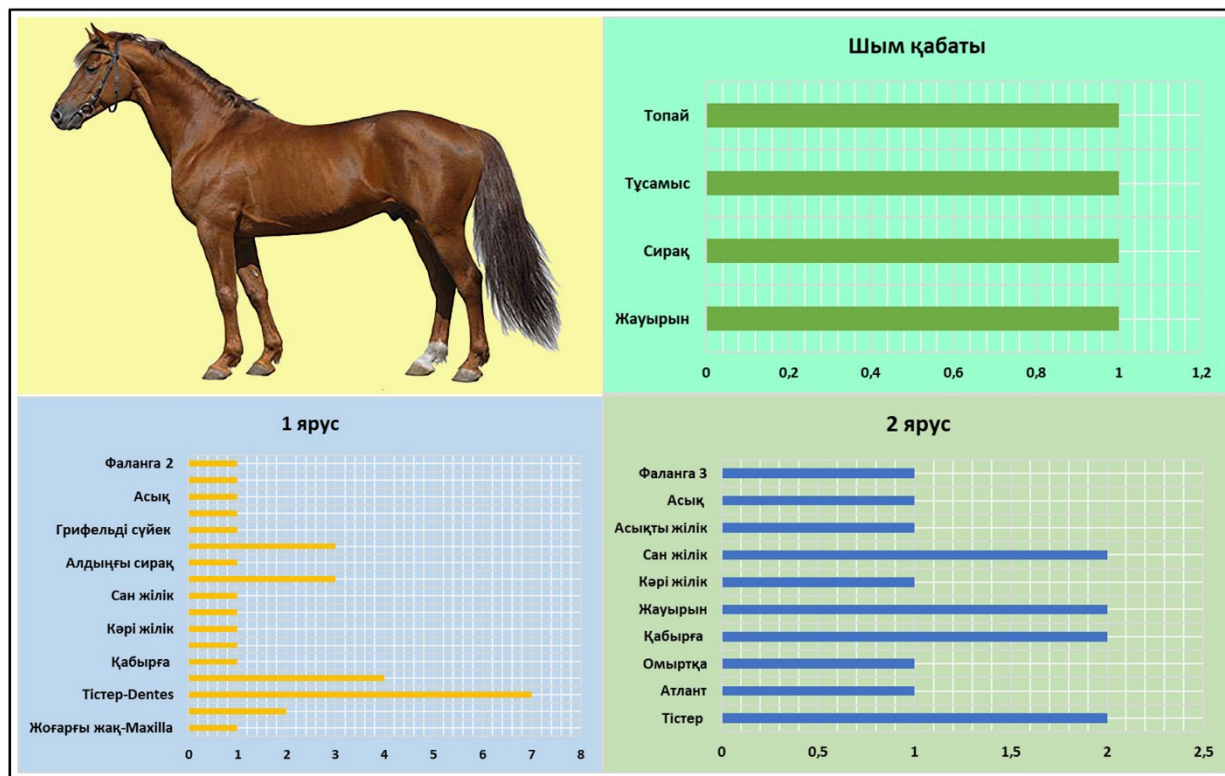 Шым қабаты
Топай
Тұсамыс
Сирақ
Жауырын
0 0,2 0,4 0,6 0,8 1 1,2
1 ярус
Фаланга 2
Асық
Грифельді сүйек
Алдыңғы сирақ
Сан жілік
Кәрі жілік
Қабырға
Тістер-Dentes
Жоғарғы жақ-Maxilla
0 1 2 3 4 5 6 7 8
2 ярус
Фаланга 3
Асық
Асықты жілік
Сан жілік
Кәрі жілік
Жауырын
Қабырға
Омыртқа
Атлант
Тістер
0 0,5 1 1,5 2 2,5